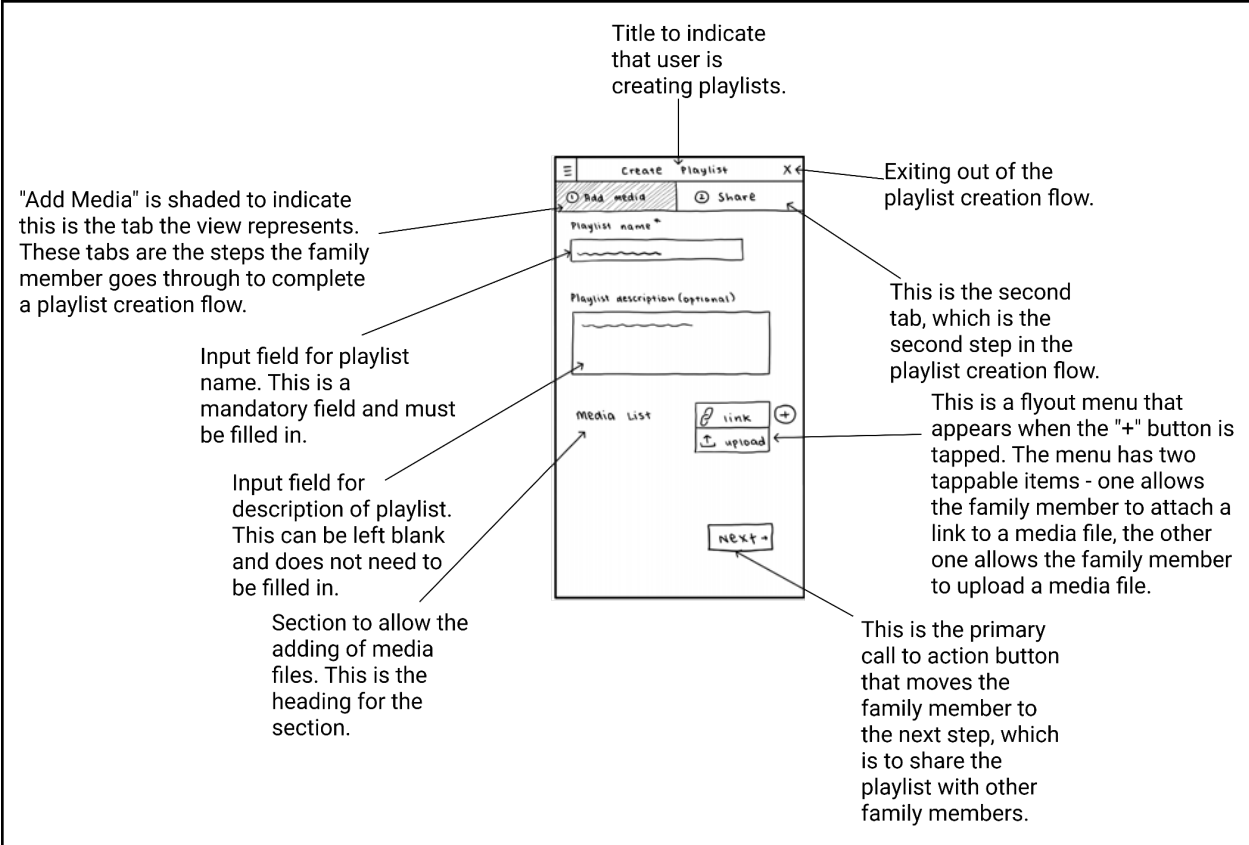 Title to indicate
that user is
creating playlists.
"Add Media" is shaded to indicate
this is the tab the view represents.
These tabs are the steps the family
member goes through to complete
a playlist creation flow.
Input field for playlist
name. This is a
mandatory field and must
be filled in.
Input field for
description of playlist.
This can be left blank
and does not need to
be filled in.
Section to allow the
adding of media
files. This is the
heading for the
section.
Create Playlist X
1 Add media
2 Share
Playlist name*
Playlist description (optional)
Media List
link
+
upload
Next→
Exiting out of the
playlist creation flow.
This is the second
tab, which is the
second step in the
playlist creation flow.
This is a flyout menu that
appears when the "+" button is
tapped. The menu has two
tappable items - one allows
the family member to attach a
link to a media file, the other
one allows the family member
to upload a media file.
This is the primary
call to action button
that moves the
family member to
the next step, which
is to share the
playlist with other
family members.